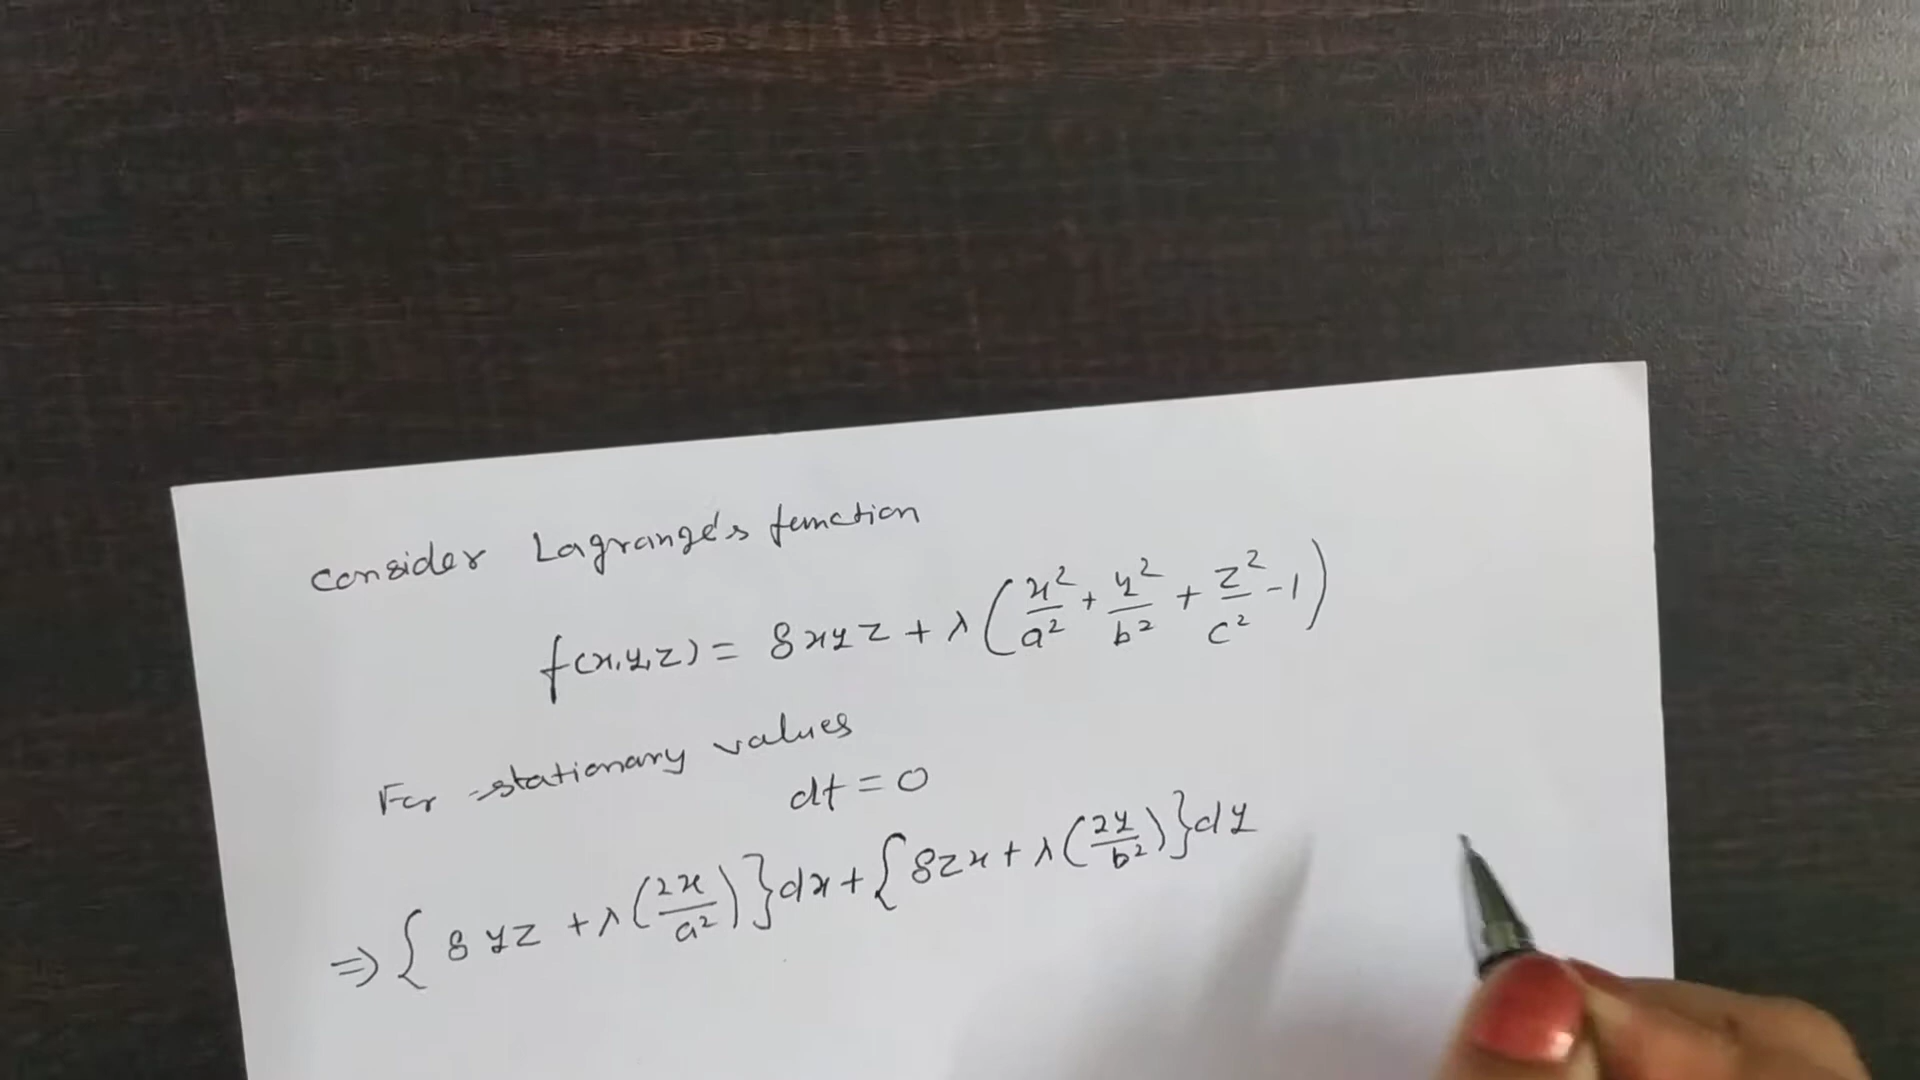 Consider Lagrange's function
f(x,y,z) = 8xyz + λ(x²/a² + y²/b² + z²/c² - 1)
For stationary values
df = 0
⇒ {8yz + λ(2x/a²)}dx + {8zx + λ(2y/b²)}dy